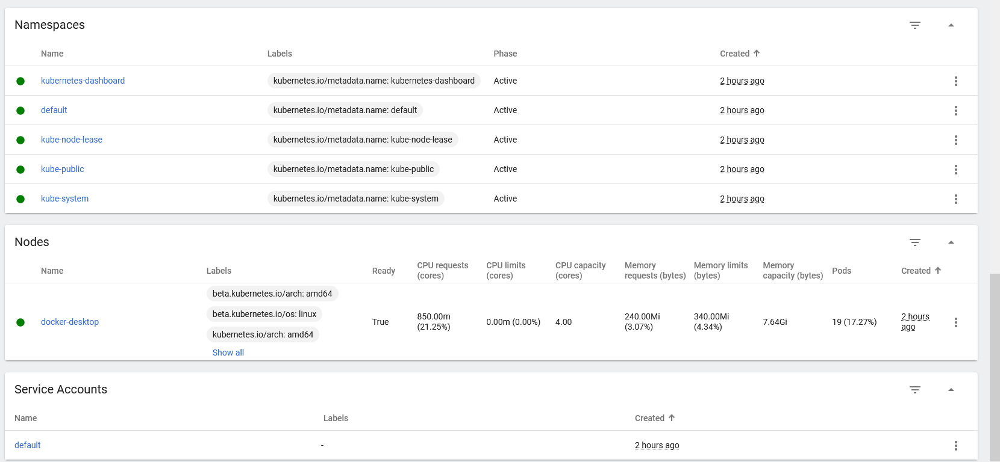 Namespaces
Name Labels Phase Created
kubernetes-dashboard kubernetes.io/metadata.name: kubernetes-dashboard Active 2 hours ago
default kubernetes.io/metadata.name: default Active 2 hours ago
kube-node-lease kubernetes.io/metadata.name: kube-node-lease Active 2 hours ago
kube-public kubernetes.io/metadata.name: kube-public Active 2 hours ago
kube-system kubernetes.io/metadata.name: kube-system Active 2 hours ago
Nodes
Name Labels Ready CPU requests (cores) CPU limits (cores) CPU capacity (cores) Memory requests (bytes) Memory limits (bytes) Memory capacity (bytes) Pods Created
docker-desktop
beta.kubernetes.io/arch: amd64
beta.kubernetes.io/os: linux
kubernetes.io/arch: amd64
Show all
True 850.00m (21.25%) 0.00m (0.00%) 4.00 240.00Mi (3.07%) 340.00Mi (4.34%) 7.64Gi 19 (17.27%) 2 hours ago
Service Accounts
Name Labels Created
default - 2 hours ago